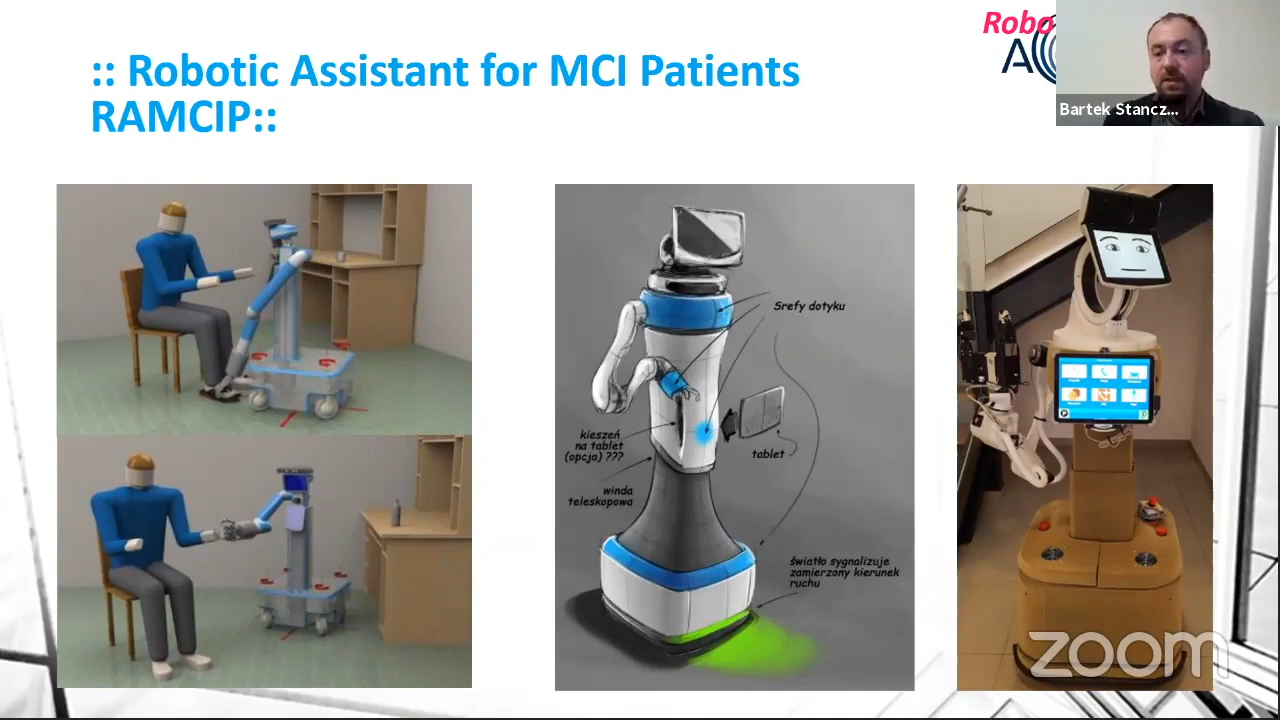 :: Robotic Assistant for MCI Patients
RAMCIP::
Robo
AC
Bartek Stancz...
Srefy dotyku
kieszeń
na tablet
(opcja) ???
tablet
winda
teleskopowa
światło sygnalizuje
zamierzony kierunek
ruchu
zoom